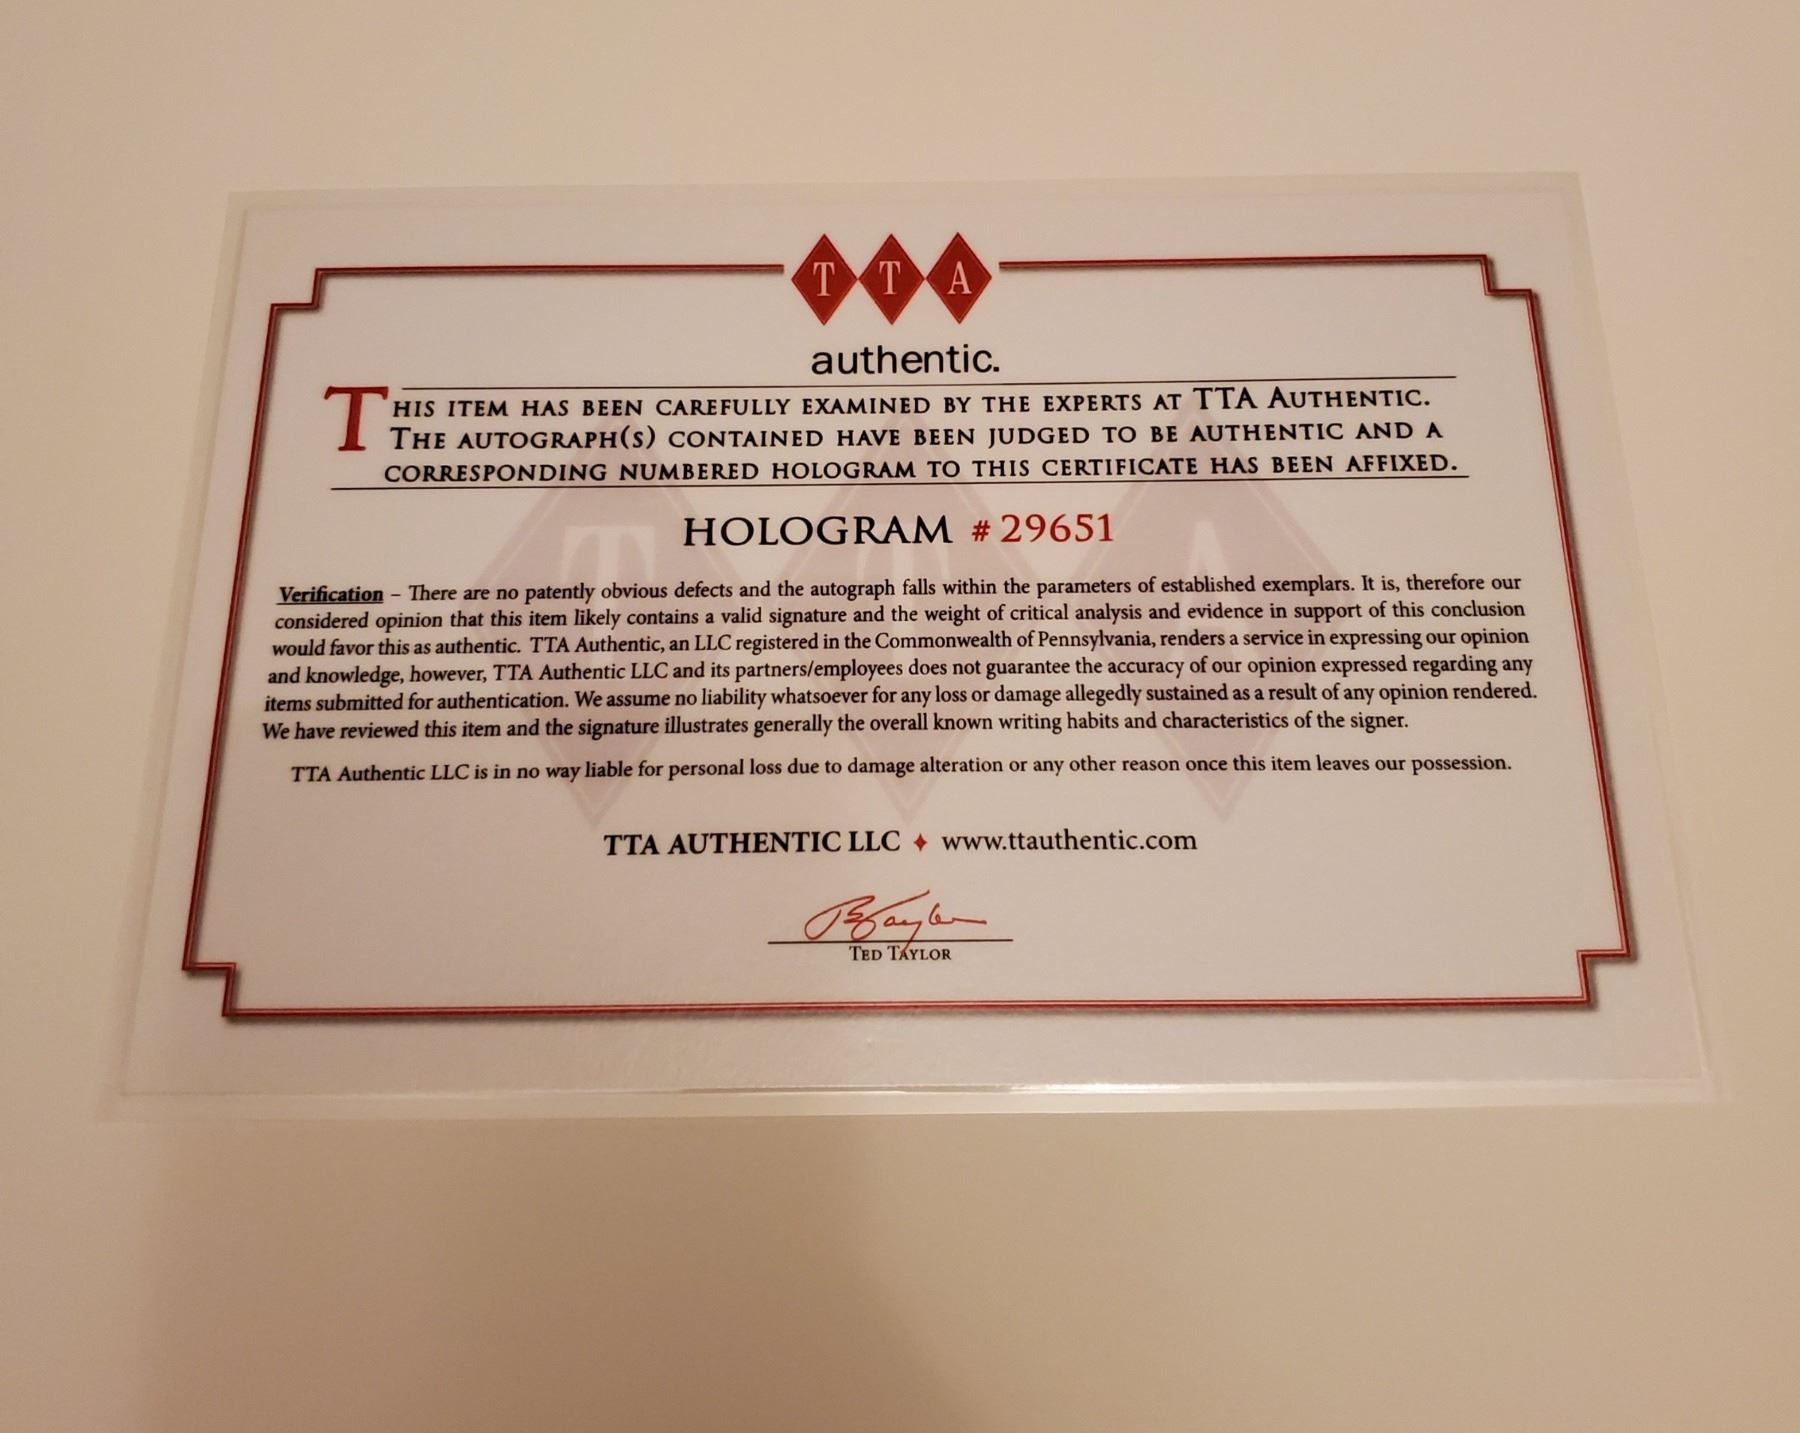 T T A
authentic.
THIS ITEM HAS BEEN CAREFULLY EXAMINED BY THE EXPERTS AT TTA AUTHENTIC.
THE AUTOGRAPH(S) CONTAINED HAVE BEEN JUDGED TO BE AUTHENTIC AND A
CORRESPONDING NUMBERED HOLOGRAM TO THIS CERTIFICATE HAS BEEN AFFIXED.
HOLOGRAM # 29651
Verification – There are no patently obvious defects and the autograph falls within the parameters of established exemplars. It is, therefore our
considered opinion that this item likely contains a valid signature and the weight of critical analysis and evidence in support of this conclusion
would favor this as authentic. TTA Authentic, an LLC registered in the Commonwealth of Pennsylvania, renders a service in expressing our opinion
and knowledge, however, TTA Authentic LLC and its partners/employees does not guarantee the accuracy of our opinion expressed regarding any
items submitted for authentication. We assume no liability whatsoever for any loss or damage allegedly sustained as a result of any opinion rendered.
We have reviewed this item and the signature illustrates generally the overall known writing habits and characteristics of the signer.
TTA Authentic LLC is in no way liable for personal loss due to damage alteration or any other reason once this item leaves our possession.
TTA AUTHENTIC LLC ♦ www.ttauthentic.com
TED TAYLOR